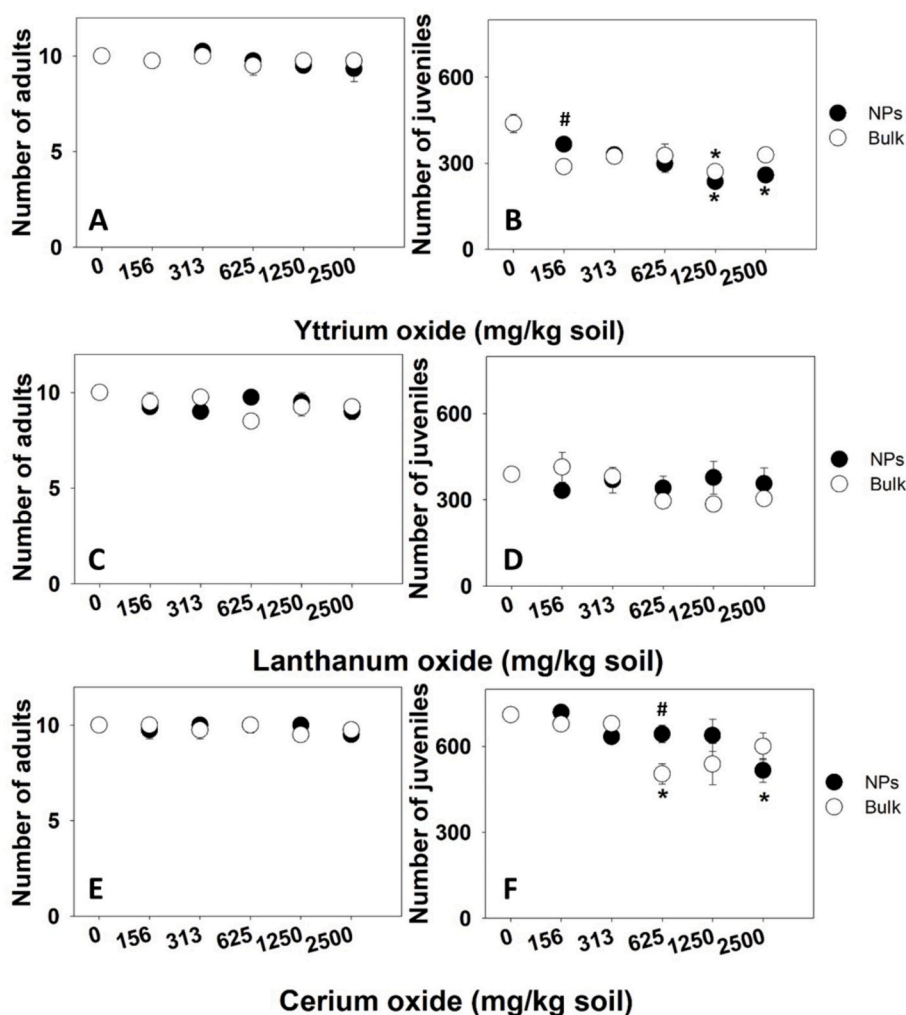 Number of adults
10
5
0
A
0 156 313 625 1250 2500
Number of juveniles
600
300
0
#
*
*
*
B
0 156 313 625 1250 2500
NPs
Bulk
Yttrium oxide (mg/kg soil)
Number of adults
10
5
0
C
0 156 313 625 1250 2500
Number of juveniles
600
300
0
D
0 156 313 625 1250 2500
NPs
Bulk
Lanthanum oxide (mg/kg soil)
Number of adults
10
5
0
E
0 156 313 625 1250 2500
Number of juveniles
600
300
0
#
*
*
F
0 156 313 625 1250 2500
NPs
Bulk
Cerium oxide (mg/kg soil)